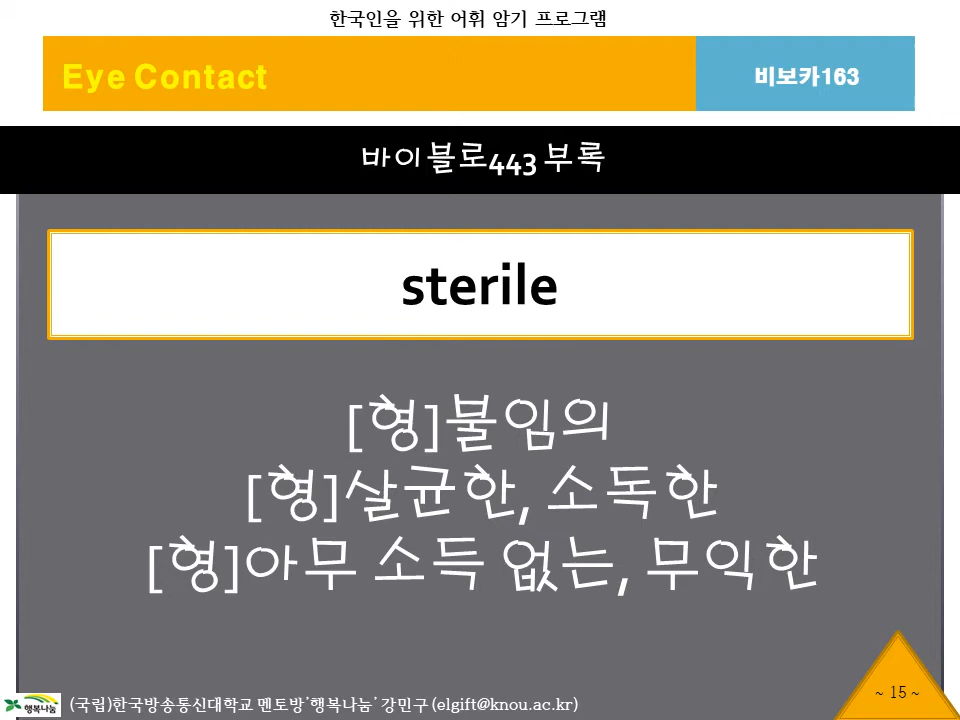 한국인을 위한 어휘 암기 프로그램
Eye Contact
비보카163
바이블로443 부록
sterile
[형]불임의
[형]살균한, 소독한
[형]아무 소득 없는, 무익한
~ 15 ~
행복나눔
(국립)한국방송통신대학교 멘토방'행복나눔' 강민구(elgift@knou.ac.kr)